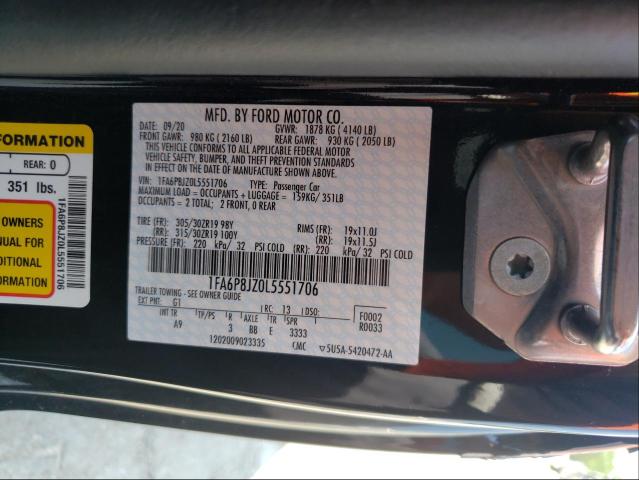 FORMATION
REAR: 0
351 lbs.
OWNERS
NUAL FOR
DITIONAL
FORMATION
1FA6P8JZ0L5551706
MFD. BY FORD MOTOR CO.
DATE: 09/20 GVWR: 1878 KG ( 4140 LB)
FRONT GAWR: 980 KG ( 2160 LB) REAR GAWR: 930 KG ( 2050 LB)
THIS VEHICLE CONFORMS TO ALL APPLICABLE FEDERAL MOTOR
VEHICLE SAFETY, BUMPER, AND THEFT PREVENTION STANDARDS IN
EFFECT ON THE DATE OF MANUFACTURE SHOWN ABOVE.
VIN: 1FA6P8JZ0L5551706 TYPE: Passenger Car
MAXIMUM LOAD = OCCUPANTS + LUGGAGE = 159KG/ 351LB
OCCUPANTS = 2 TOTAL; 2 FRONT, 0 REAR
TIRE (FR): 305/30ZR19 98Y RIMS (FR): 19x11.0J
(RR): 315/30ZR19 100Y (RR): 19x11.5J
PRESSURE (FR): 220 kPa/ 32 PSI COLD (RR): 220 kPa/ 32 PSI COLD
1FA6P8JZ0L5551706
TRAILER TOWING - SEE OWNER GUIDE
EXT PNT: G1 RC: 13 DSO: F0002
INT TR TP/PS R AXLE TR SPR R0033
A9 3 BB E 3333
1202009023335 CMC ▽5U5A-5420472-AA